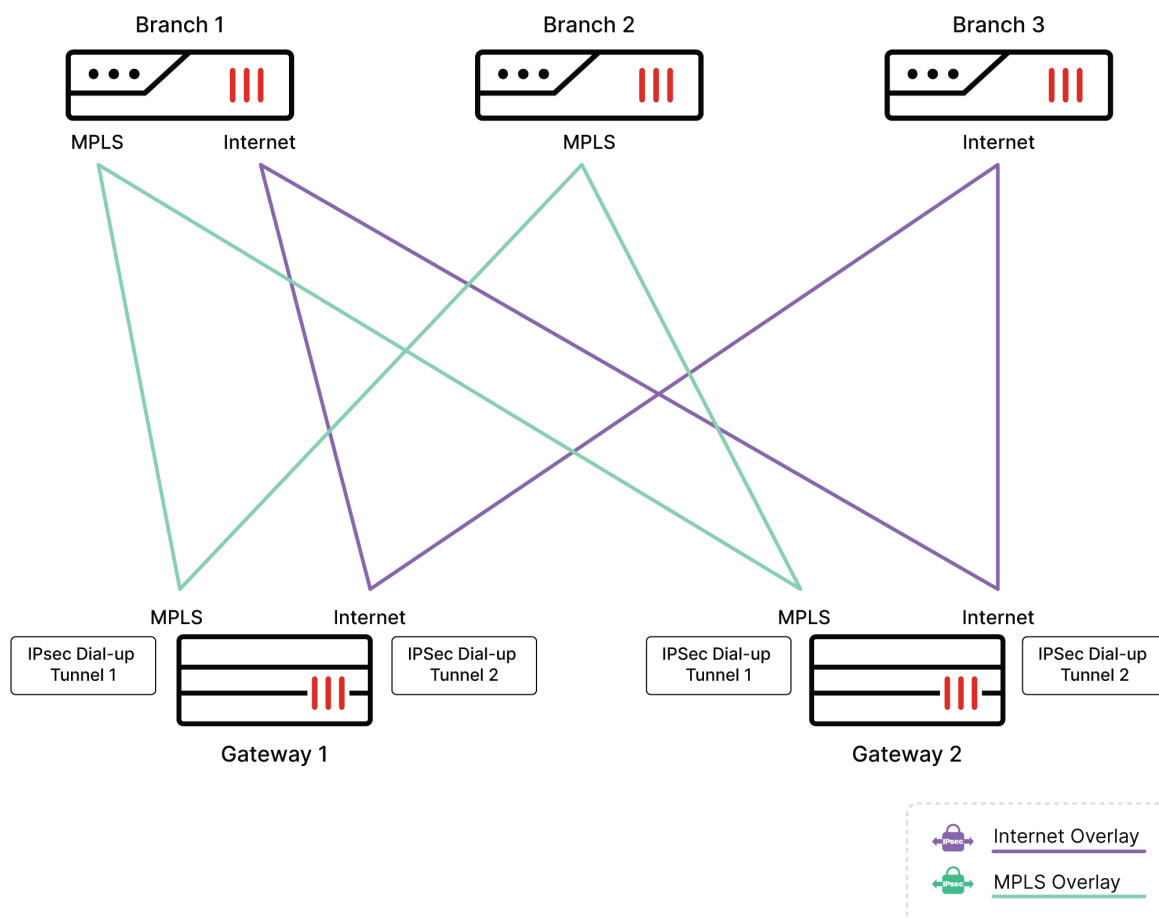 Branch 1
Branch 2
Branch 3
MPLS
Internet
MPLS
Internet
MPLS
Internet
MPLS
Internet
IPsec Dial-up
Tunnel 1
IPSec Dial-up
Tunnel 2
IPSec Dial-up
Tunnel 1
IPSec Dial-up
Tunnel 2
Gateway 1
Gateway 2
IPsec
Internet Overlay
IPsec
MPLS Overlay